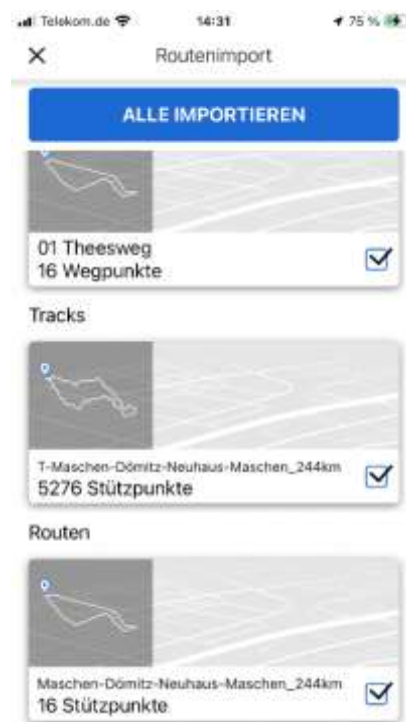 Telekom.de 14:31 75 %
Routenimport
ALLE IMPORTIEREN
01 Theesweg
16 Wegpunkte
Tracks
T-Maschen-Dömitz-Neuhaus-Maschen_244km
5276 Stützpunkte
Routen
Maschen-Dömitz-Neuhaus-Maschen_244km
16 Stützpunkte